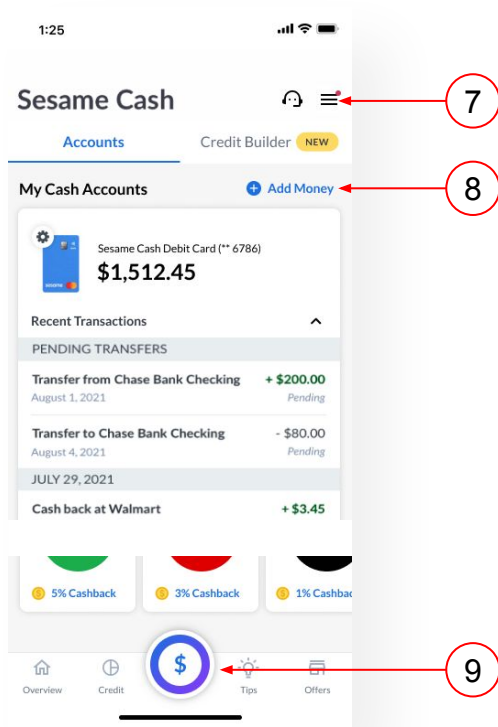 1:25
Sesame Cash
7
Accounts
Credit Builder NEW
My Cash Accounts
Add Money
8
Sesame Cash Debit Card (** 6786)
$1,512.45
Recent Transactions
PENDING TRANSFERS
Transfer from Chase Bank Checking + $200.00
August 1, 2021 Pending
Transfer to Chase Bank Checking - $80.00
August 4, 2021 Pending
JULY 29, 2021
Cash back at Walmart + $3.45
5% Cashback
3% Cashback
1% Cashbac
$
9
Overview
Credit
Tips
Offers